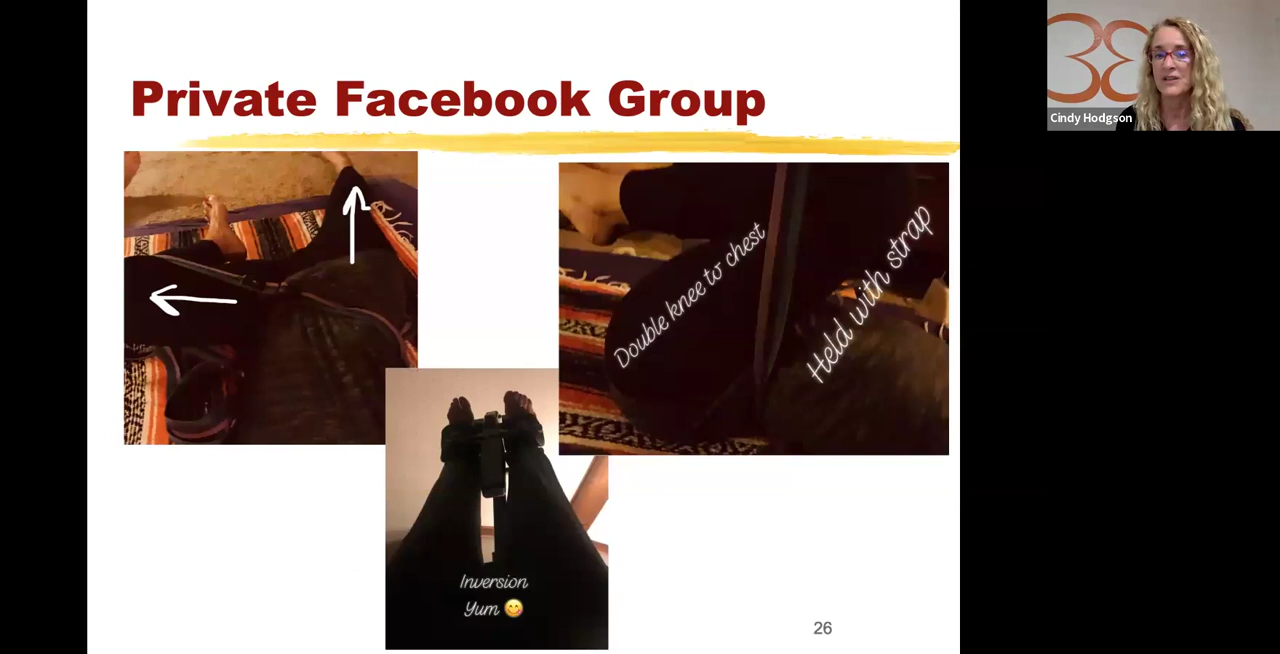 Private Facebook Group
Cindy Hodgson
Double knee to chest
Held with strap
Inversion
Yum 😋
26